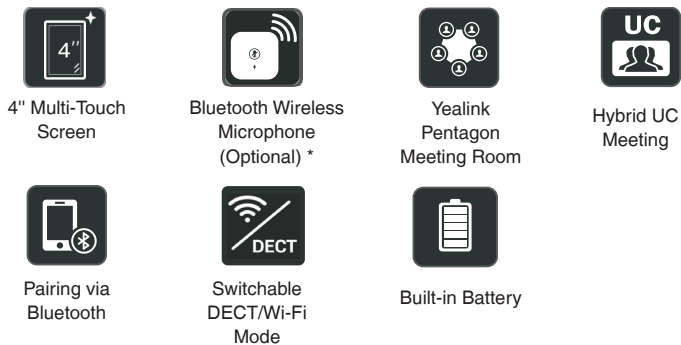 4″
UC
4" Multi-Touch
Screen
Bluetooth Wireless
Microphone
(Optional) *
Yealink
Pentagon
Meeting Room
Hybrid UC
Meeting
DECT
Pairing via
Bluetooth
Switchable
DECT/Wi-Fi
Mode
Built-in Battery